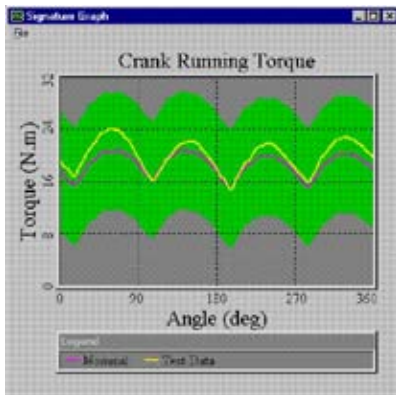 Signature Graph
File
Crank Running Torque
Torque (N.m)
32
24
16
8
0
0 90 180 270 360
Angle (deg)
Legend
Nominal Test Data